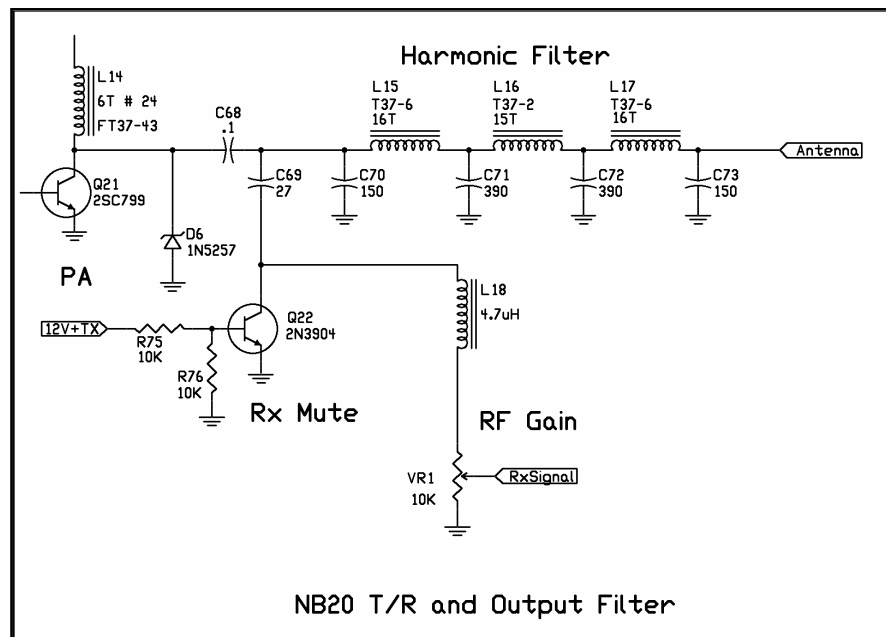 Harmonic Filter
L14
6T # 24
FT37-43
C68
.1
L15
T37-6
16T
L16
T37-2
15T
L17
T37-6
16T
Antenna
Q21
2SC799
C69
27
C70
150
C71
390
C72
390
C73
150
D6
1N5257
PA
L18
4.7uH
Q22
2N3904
12V+TX
R75
10K
R76
10K
Rx Mute
RF Gain
VR1
10K
RxSignal
NB20 T/R and Output Filter